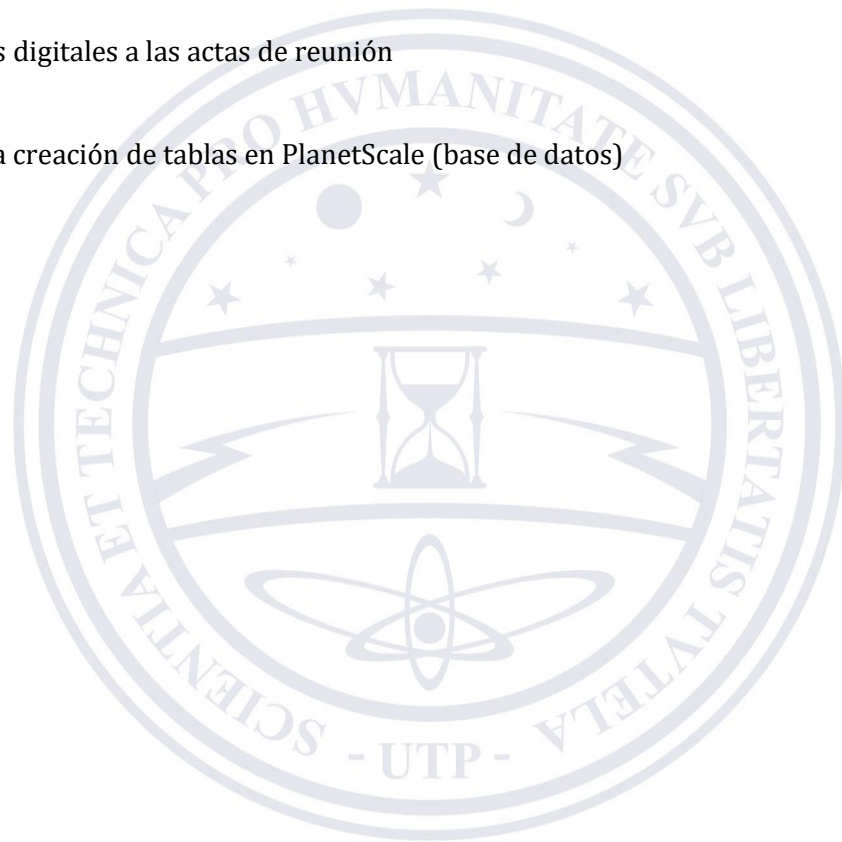 s digitales a las actas de reunión
a creación de tablas en PlanetScale (base de datos)
SCIENTIA ET TECHNICA PRO HVMANITATE SVB LIBERTATIS TVTELA
- UTP -